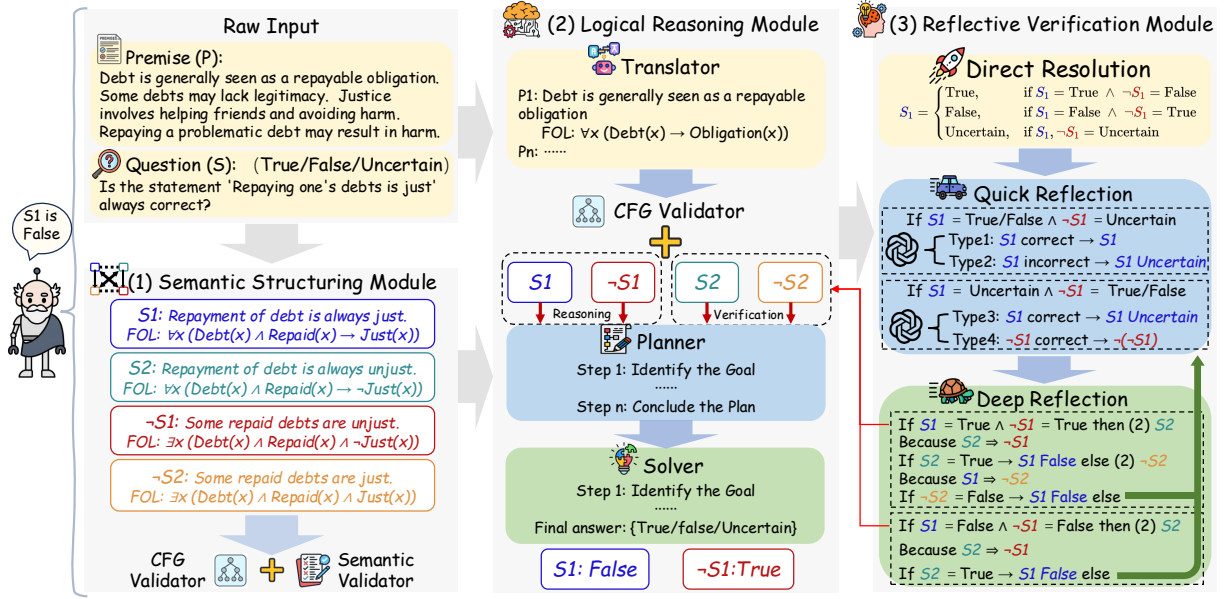 Raw Input
PREMISES
Premise (P):
Debt is generally seen as a repayable obligation.
Some debts may lack legitimacy. Justice
involves helping friends and avoiding harm.
Repaying a problematic debt may result in harm.
Question (S): (True/False/Uncertain)
Is the statement 'Repaying one's debts is just'
always correct?
S1 is
False
(1) Semantic Structuring Module
S1: Repayment of debt is always just.
FOL: ∀x (Debt(x) ∧ Repaid(x) → Just(x))
S2: Repayment of debt is always unjust.
FOL: ∀x (Debt(x) ∧ Repaid(x) → ¬Just(x))
¬S1: Some repaid debts are unjust.
FOL: ∃x (Debt(x) ∧ Repaid(x) ∧ ¬Just(x))
¬S2: Some repaid debts are just.
FOL: ∃x (Debt(x) ∧ Repaid(x) ∧ Just(x))
CFG
Validator
Semantic
Validator
(2) Logical Reasoning Module
Translator
P1: Debt is generally seen as a repayable
obligation
FOL: ∀x (Debt(x) → Obligation(x))
Pn: ······
CFG Validator
S1 ¬S1 S2 ¬S2
Reasoning Verification
Planner
Step 1: Identify the Goal
······
Step n: Conclude the Plan
Solver
Step 1: Identify the Goal
······
Final answer: {True/false/Uncertain}
S1: False ¬S1:True
(3) Reflective Verification Module
Direct Resolution
True, if S₁ = True ∧ ¬S₁ = False
S₁ = { False, if S₁ = False ∧ ¬S₁ = True
Uncertain, if S₁, ¬S₁ = Uncertain
Quick Reflection
If S1 = True/False ∧ ¬S1 = Uncertain
Type1: S1 correct → S1
Type2: S1 incorrect → S1 Uncertain
If S1 = Uncertain ∧ ¬S1 = True/False
Type3: S1 correct → S1 Uncertain
Type4: ¬S1 correct → ¬(¬S1)
Deep Reflection
If S1 = True ∧ ¬S1 = True then (2) S2
Because S2 ⇒ ¬S1
If S2 = True → S1 False else (2) ¬S2
Because S1 ⇒ ¬S2
If ¬S2 = False → S1 False else
If S1 = False ∧ ¬S1 = False then (2) S2
Because S2 ⇒ ¬S1
If S2 = True → S1 False else